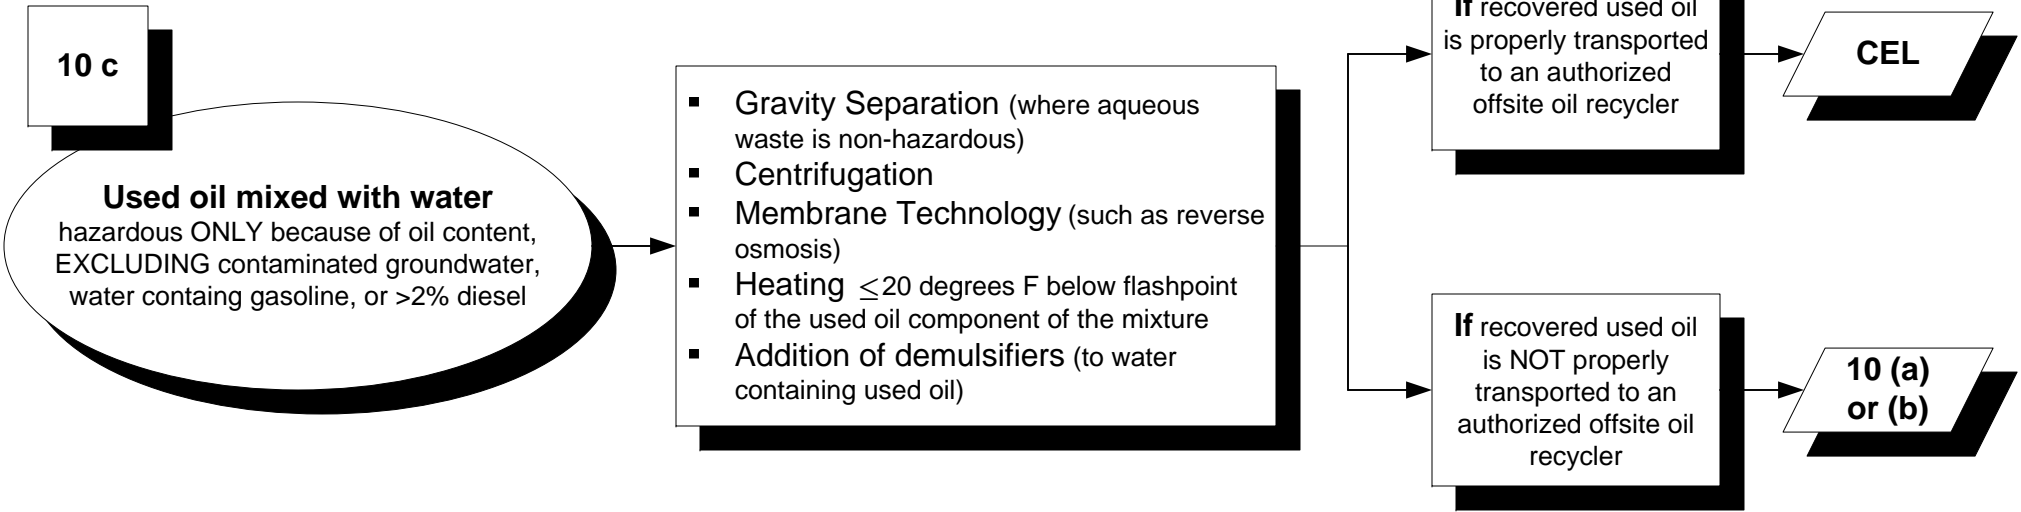 10 c
Used oil mixed with water
hazardous ONLY because of oil content,
EXCLUDING contaminated groundwater,
water containg gasoline, or >2% diesel
▪ Gravity Separation (where aqueous
waste is non-hazardous)
▪ Centrifugation
▪ Membrane Technology (such as reverse
osmosis)
▪ Heating ≤20 degrees F below flashpoint
of the used oil component of the mixture
▪ Addition of demulsifiers (to water
containing used oil)
If recovered used oil
is properly transported
to an authorized
offsite oil recycler
CEL
If recovered used oil
is NOT properly
transported to an
authorized offsite oil
recycler
10 (a)
or (b)